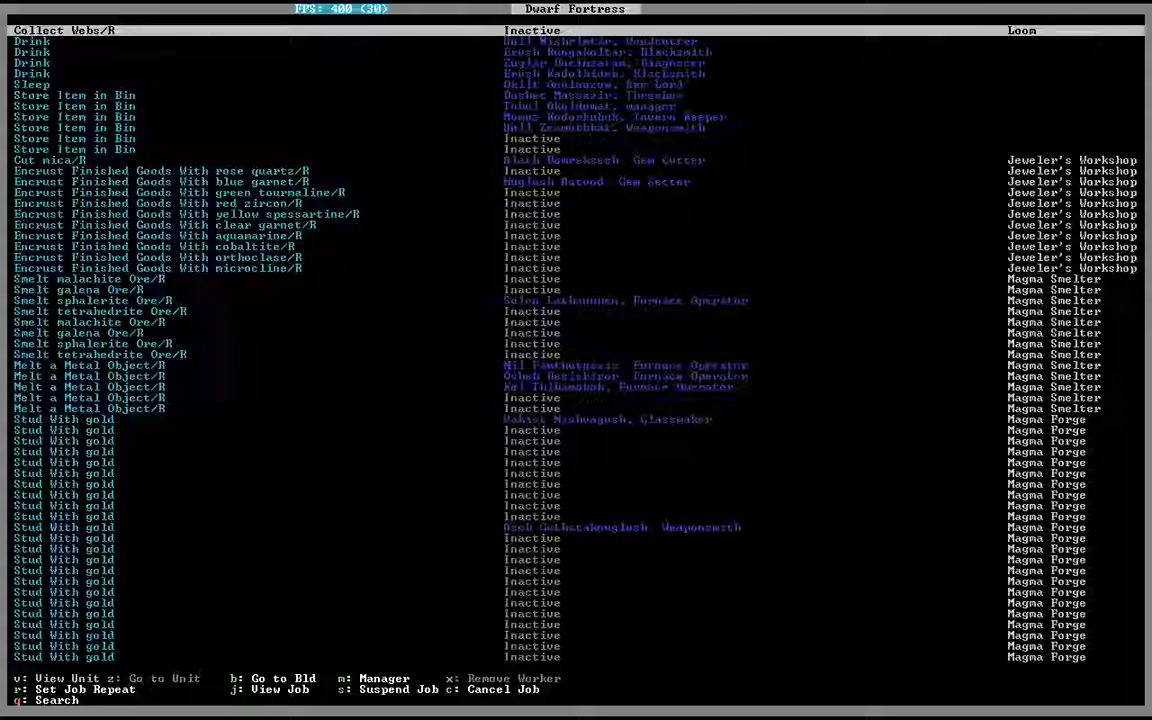 FPS: 400 (30) Dwarf Fortress
Collect Webs/R Inactive Loom
Drink
Drink
Drink
Drink
Sleep
Store Item in Bin
Store Item in Bin
Store Item in Bin
Store Item in Bin
Store Item in Bin Inactive
Store Item in Bin Inactive
Cut mica/R Gem Cutter Jeweler's Workshop
Encrust Finished Goods With rose quartz/R Inactive Jeweler's Workshop
Encrust Finished Goods With blue garnet/R Gem Setter Jeweler's Workshop
Encrust Finished Goods With green tourmaline/R Inactive Jeweler's Workshop
Encrust Finished Goods With red zircon/R Inactive Jeweler's Workshop
Encrust Finished Goods With yellow spessartine/R Inactive Jeweler's Workshop
Encrust Finished Goods With clear garnet/R Inactive Jeweler's Workshop
Encrust Finished Goods With aquamarine/R Inactive Jeweler's Workshop
Encrust Finished Goods With cobaltite/R Inactive Jeweler's Workshop
Encrust Finished Goods With orthoclase/R Inactive Jeweler's Workshop
Encrust Finished Goods With microcline/R Inactive Jeweler's Workshop
Smelt malachite Ore/R Inactive Magma Smelter
Smelt galena Ore/R Inactive Magma Smelter
Smelt sphalerite Ore/R Furnace Operator Magma Smelter
Smelt tetrahedrite Ore/R Inactive Magma Smelter
Smelt malachite Ore/R Inactive Magma Smelter
Smelt galena Ore/R Inactive Magma Smelter
Smelt sphalerite Ore/R Inactive Magma Smelter
Smelt tetrahedrite Ore/R Inactive Magma Smelter
Melt a Metal Object/R Furnace Operator Magma Smelter
Melt a Metal Object/R Furnace Operator Magma Smelter
Melt a Metal Object/R Furnace Operator Magma Smelter
Melt a Metal Object/R Inactive Magma Smelter
Melt a Metal Object/R Inactive Magma Smelter
Stud With gold Glassmaker Magma Forge
Stud With gold Inactive Magma Forge
Stud With gold Inactive Magma Forge
Stud With gold Inactive Magma Forge
Stud With gold Inactive Magma Forge
Stud With gold Inactive Magma Forge
Stud With gold Inactive Magma Forge
Stud With gold Inactive Magma Forge
Stud With gold Inactive Magma Forge
Stud With gold Inactive Magma Forge
Stud With gold Weaponsmith Magma Forge
Stud With gold Inactive Magma Forge
Stud With gold Inactive Magma Forge
Stud With gold Inactive Magma Forge
Stud With gold Inactive Magma Forge
Stud With gold Inactive Magma Forge
Stud With gold Inactive Magma Forge
Stud With gold Inactive Magma Forge
Stud With gold Inactive Magma Forge
Stud With gold Inactive Magma Forge
Stud With gold Inactive Magma Forge
Stud With gold Inactive Magma Forge
Stud With gold Inactive Magma Forge
v: View Unit z: Go to Unit b: Go to Bld m: Manager x: Remove Worker
r: Set Job Repeat j: View Job s: Suspend Job c: Cancel Job
q: Search